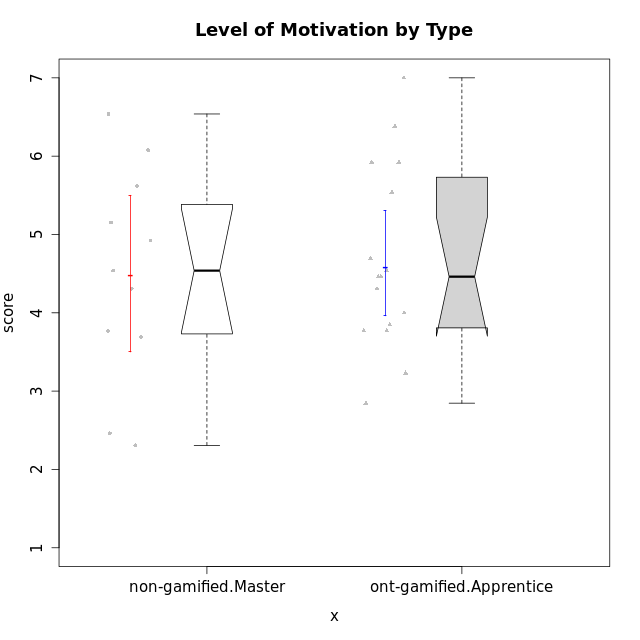 Level of Motivation by Type
7
6
5
4
3
2
1
score
non-gamified.Master
ont-gamified.Apprentice
x